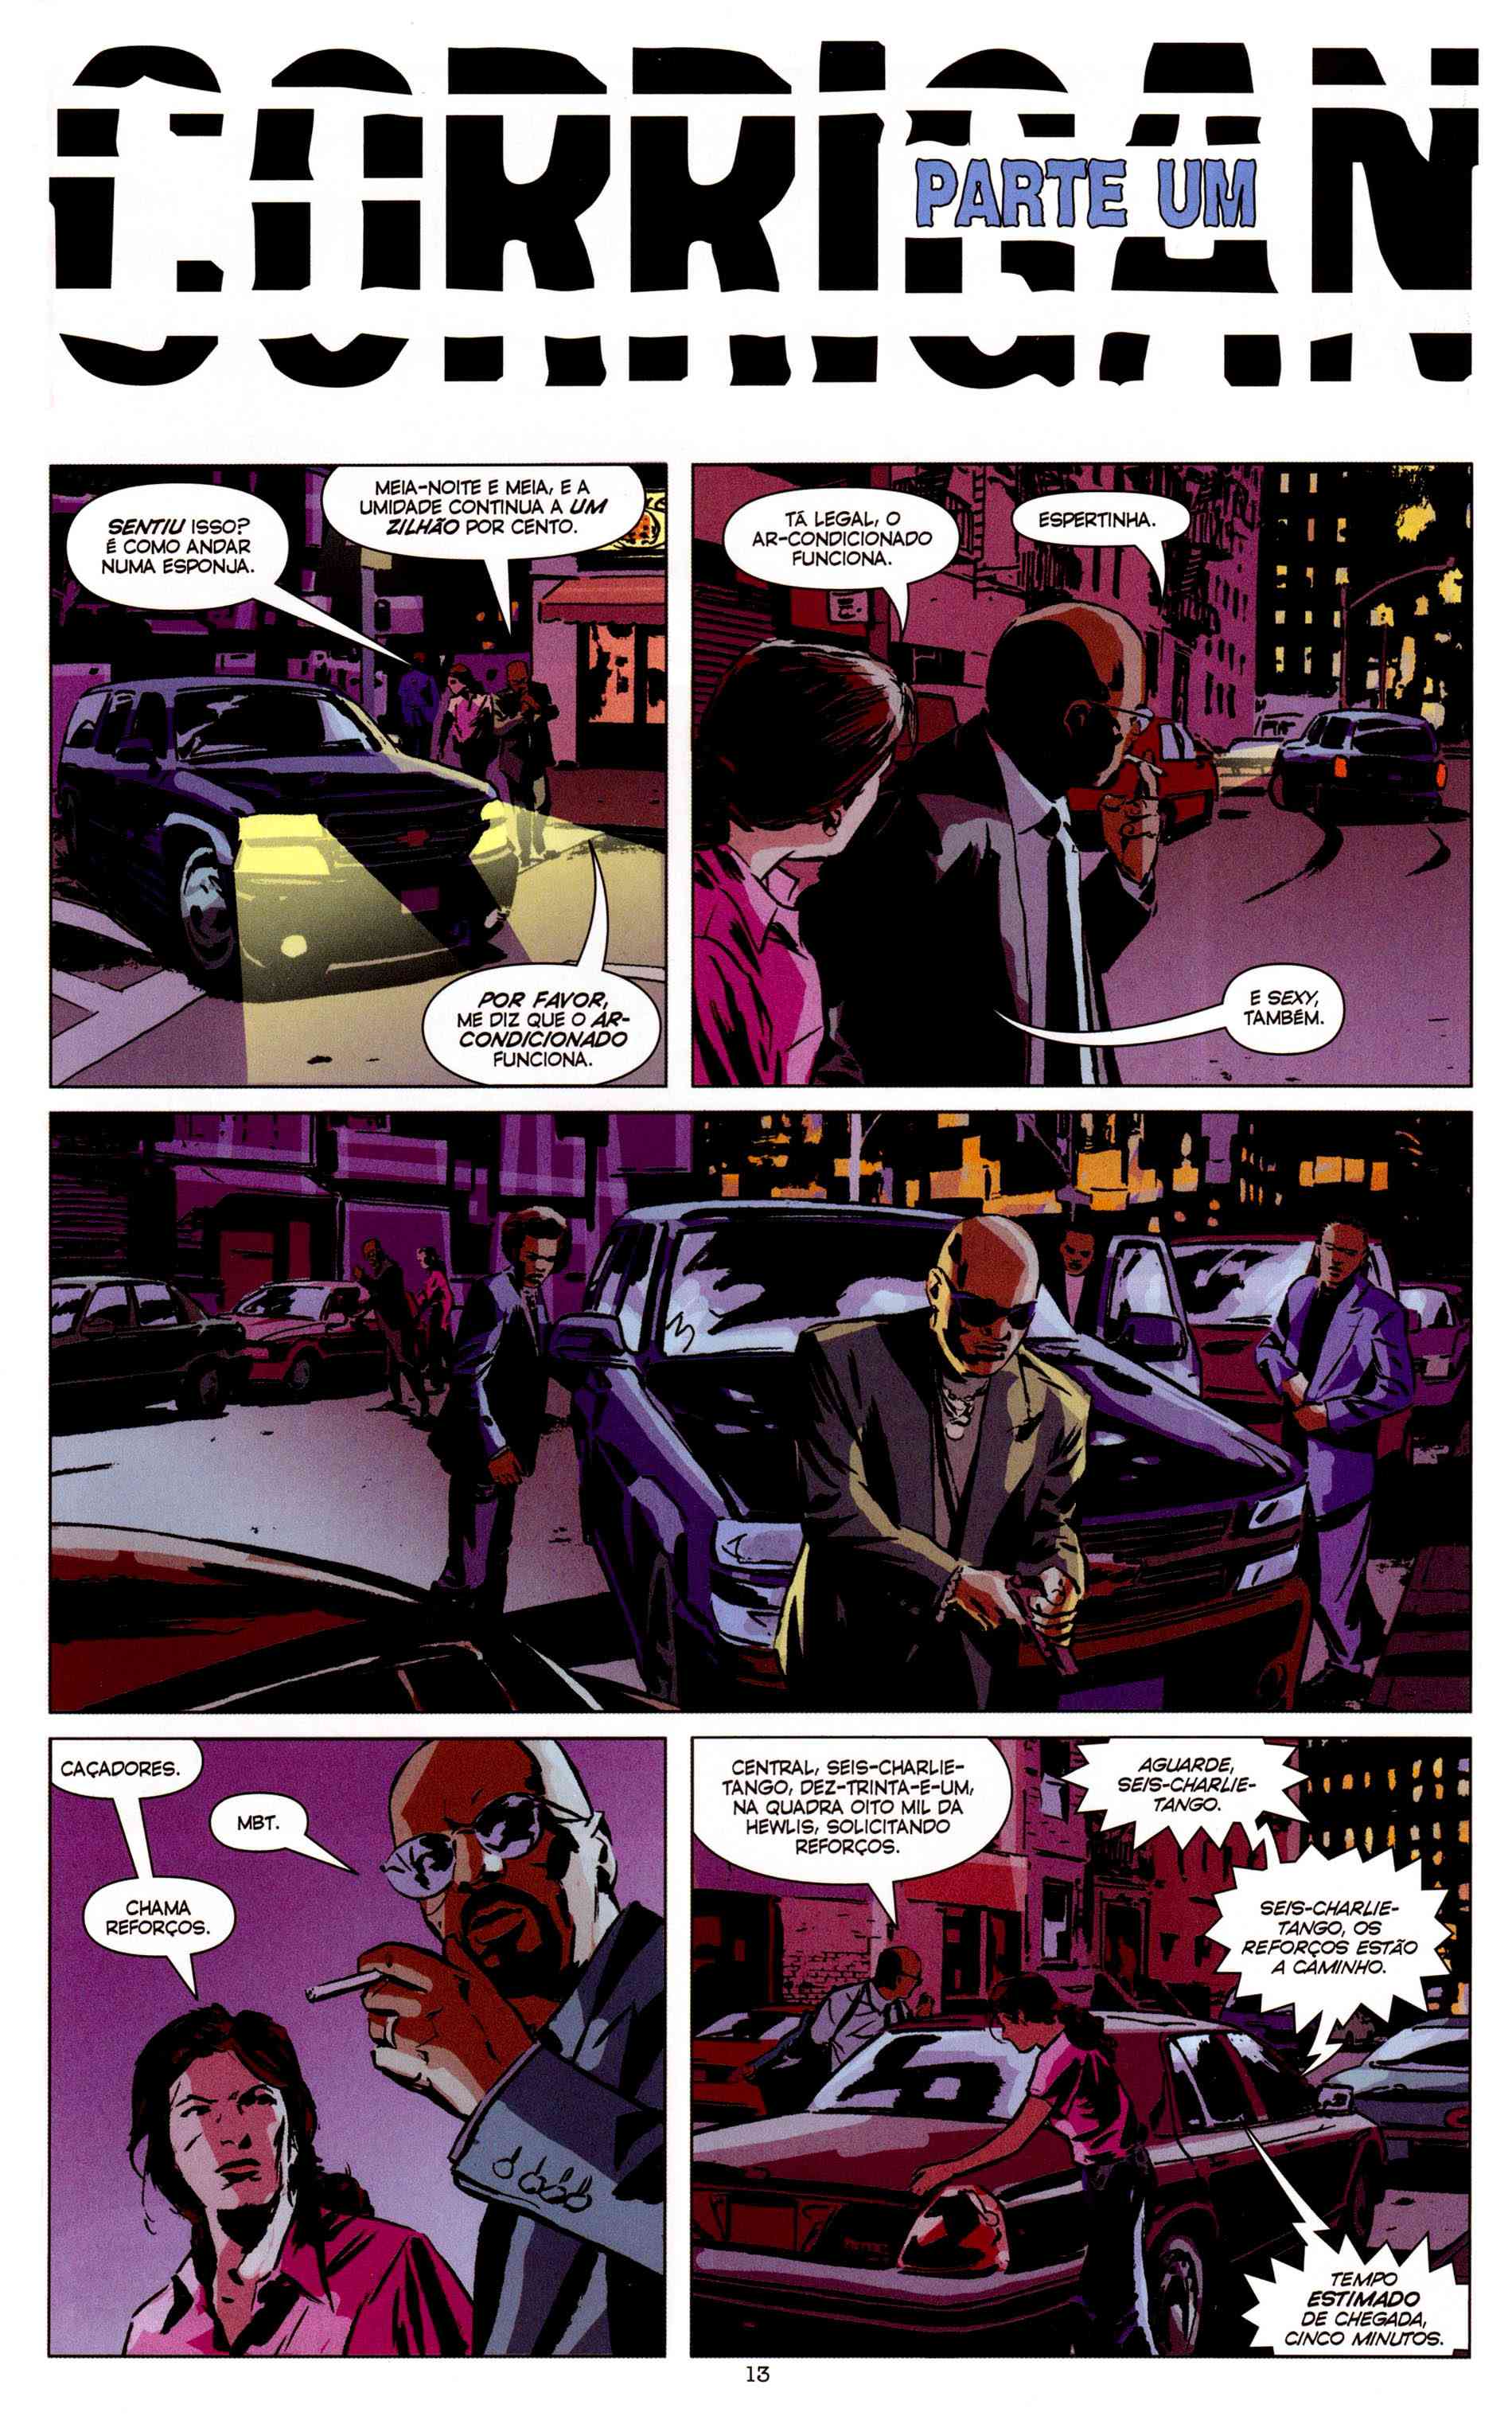 CORRIGAN
PARTE UM
SENTIU ISSO?
É COMO ANDAR
NUMA ESPONJA.
MEIA-NOITE E MEIA, E A
UMIDADE CONTINUA A UM
ZILHÃO POR CENTO.
POR FAVOR,
ME DIZ QUE O AR-
CONDICIONADO
FUNCIONA.
TÁ LEGAL, O
AR-CONDICIONADO
FUNCIONA.
ESPERTINHA.
E SEXY,
TAMBÉM.
CAÇADORES.
MBT.
CHAMA
REFORÇOS.
CENTRAL, SEIS-CHARLIE-
TANGO, DEZ-TRINTA-E-UM,
NA QUADRA OITO MIL DA
HEWLIS, SOLICITANDO
REFORÇOS.
AGUARDE,
SEIS-CHARLIE-
TANGO.
SEIS-CHARLIE-
TANGO, OS
REFORÇOS ESTÃO
A CAMINHO.
TEMPO
ESTIMADO
DE CHEGADA,
CINCO MINUTOS.
13